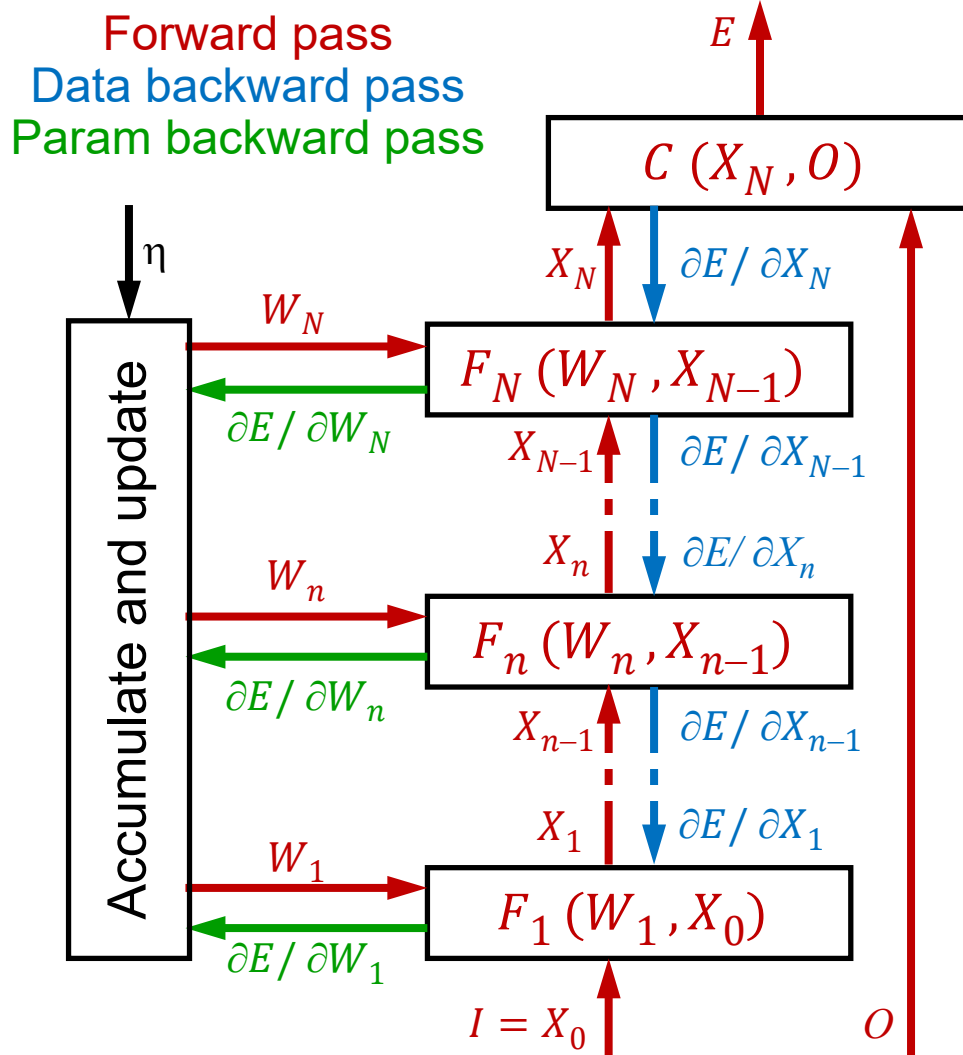 Forward pass
Data backward pass
Param backward pass
E
C (X_N , O)
η
X_N
∂E/ ∂X_N
W_N
F_N (W_N , X_{N−1})
∂E/ ∂W_N
X_{N−1}
∂E/ ∂X_{N−1}
Accumulate and update
X_n
∂E/ ∂X_n
W_n
F_n (W_n , X_{n−1})
∂E/ ∂W_n
X_{n−1}
∂E/ ∂X_{n−1}
X_1
∂E/ ∂X_1
W_1
F_1 (W_1 , X_0)
∂E/ ∂W_1
I = X_0
O